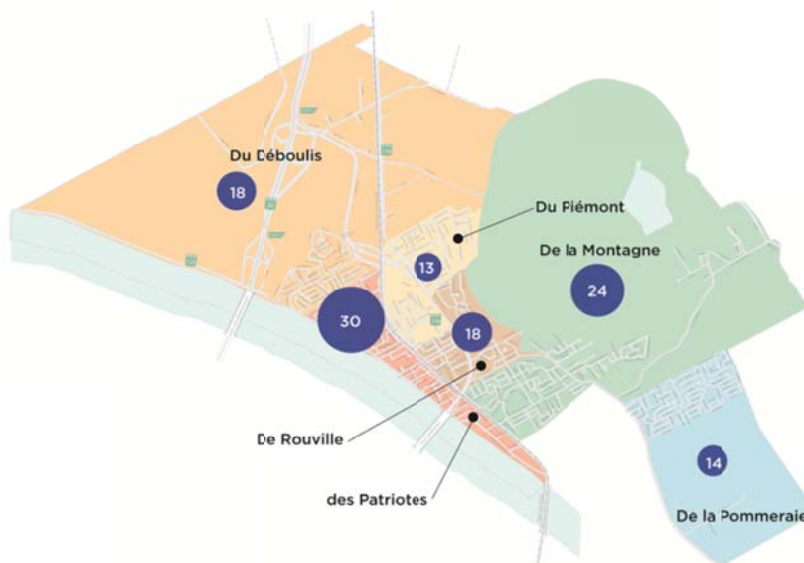 Du Déboulis
18
Du Piémont
13
De la Montagne
24
30
18
De Rouville
14
des Patriotes
De la Pommeraie